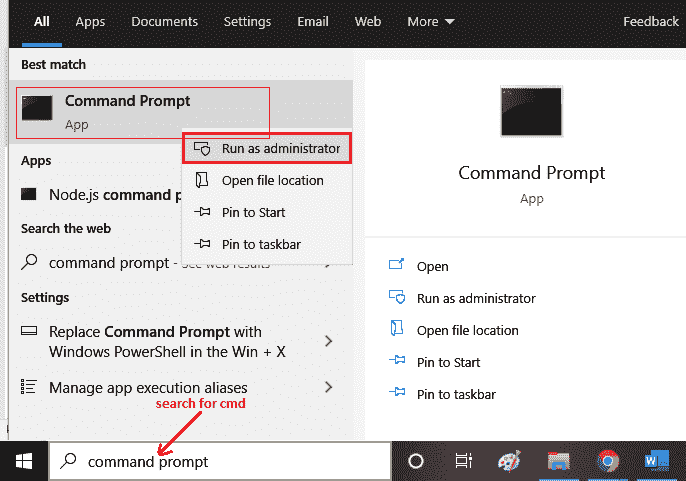 All Apps Documents Settings Email Web More Feedback
Best match
Command Prompt
App
Run as administrator
Open file location
Pin to Start
Pin to taskbar
Apps
Node.js command
Search the web
command prompt - See web results
Settings
Replace Command Prompt with
Windows PowerShell in the Win + X
Manage app execution aliases
Command Prompt
App
Open
Run as administrator
Open file location
Pin to Start
Pin to taskbar
search for cmd
command prompt